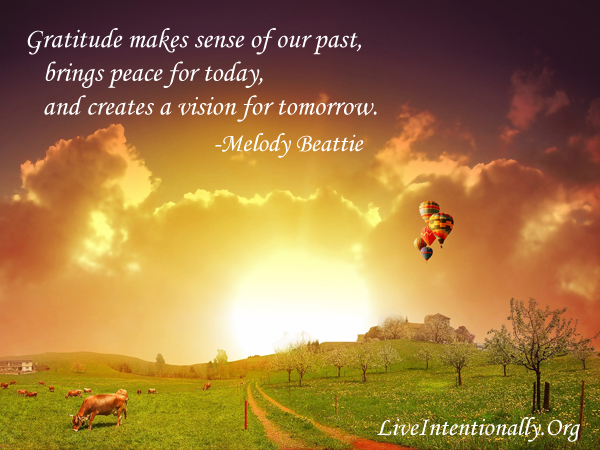 Gratitude makes sense of our past,
brings peace for today,
and creates a vision for tomorrow.
-Melody Beattie
LiveIntentionally.Org